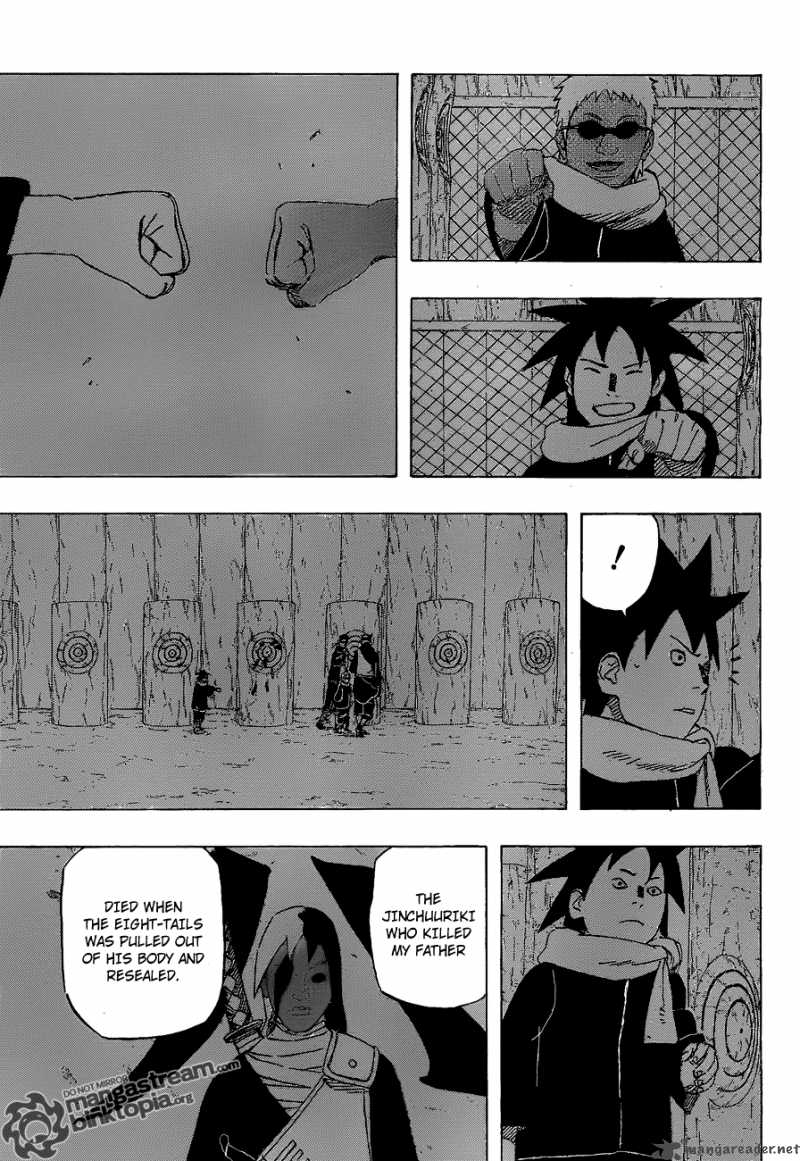 !
THE
JINCHUURIKI
WHO KILLED
MY FATHER
DIED WHEN
THE EIGHT-TAILS
WAS PULLED OUT
OF HIS BODY AND
RESEALED.
DO NOT MIRROR
mangastream.com
binktopia.org
mangareader.net